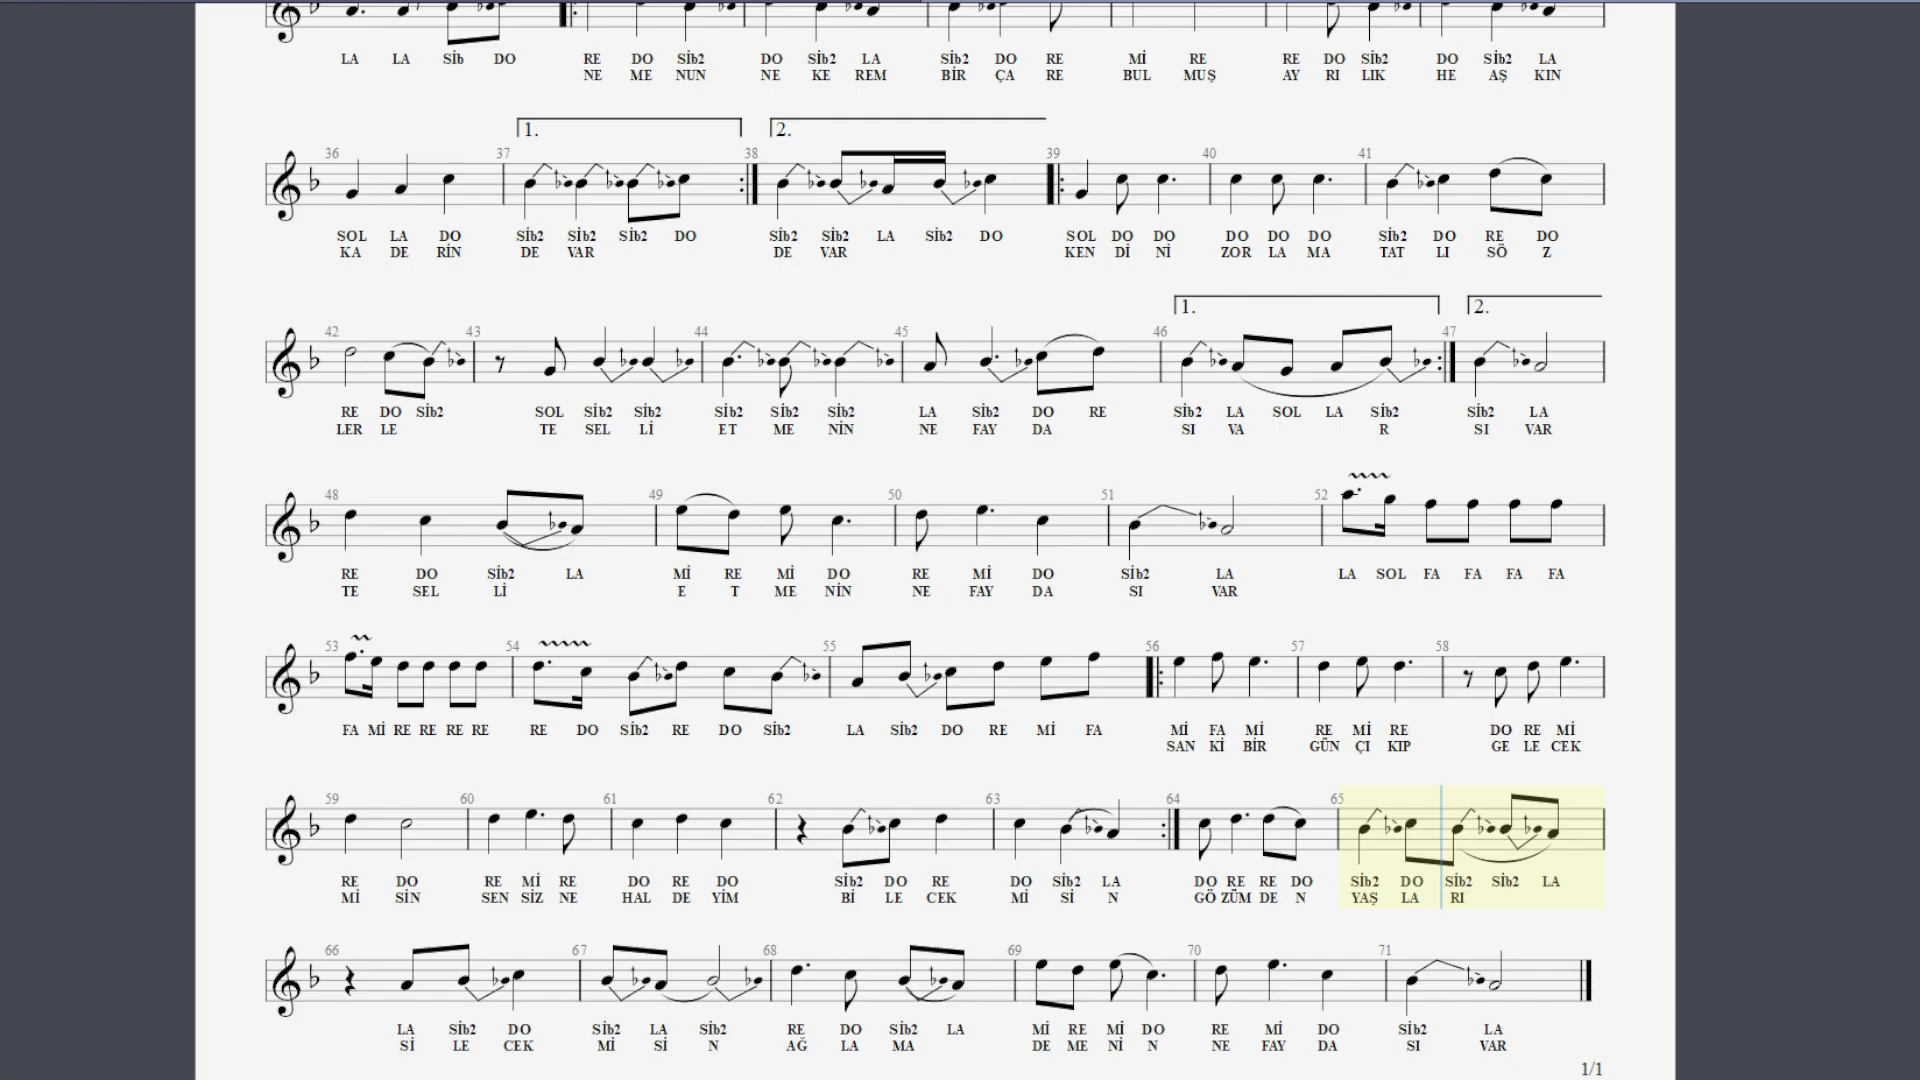 LA LA Sİb DO RE DO Sİb2 DO Sİb2 LA Sİb2 DO RE Mİ RE RE DO Sİb2 DO Sİb2 LA
NE ME NUN NE KE REM BİR ÇA RE BUL MUŞ AY RI LIK HE AŞ KIN
1. 2.
36 37 38 39 40 41
SOL LA DO Sİb2 Sİb2 Sİb2 DO Sİb2 Sİb2 LA Sİb2 DO SOL DO DO DO DO DO Sİb2 DO RE DO
KA DE RİN DE VAR DE VAR KEN Dİ Nİ ZOR LA MA TAT LI SÖ Z
1. 2.
42 43 44 45 46 47
RE DO Sİb2 SOL Sİb2 Sİb2 Sİb2 Sİb2 Sİb2 LA Sİb2 DO RE Sİb2 LA SOL LA Sİb2 Sİb2 LA
LER LE TE SEL Lİ ET ME NİN NE FAY DA SI VA R SI VAR
48 49 50 51 52
RE DO Sİb2 LA Mİ RE Mİ DO RE Mİ DO Sİb2 LA LA SOL FA FA FA FA
TE SEL Lİ E T ME NİN NE FAY DA SI VAR
53 54 55 56 57 58
FA Mİ RE RE RE RE RE DO Sİb2 RE DO Sİb2 LA Sİb2 DO RE Mİ FA Mİ FA Mİ RE Mİ RE DO RE Mİ
SAN Kİ BİR GÜN ÇI KIP GE LE CEK
59 60 61 62 63 64 65
RE DO RE Mİ RE DO RE DO Sİb2 DO RE DO Sİb2 LA DO RE RE DO Sİb2 DO Sİb2 Sİb2 LA
Mİ SİN SEN SİZ NE HAL DE YİM Bİ LE CEK Mİ Sİ N GÖ ZÜM DE N YAŞ LA RI
66 67 68 69 70 71
LA Sİb2 DO Sİb2 LA Sİb2 RE DO Sİb2 LA Mİ RE Mİ DO RE Mİ DO Sİb2 LA
Sİ LE CEK Mİ Sİ N AĞ LA MA DE ME Nİ N NE FAY DA SI VAR
1/1